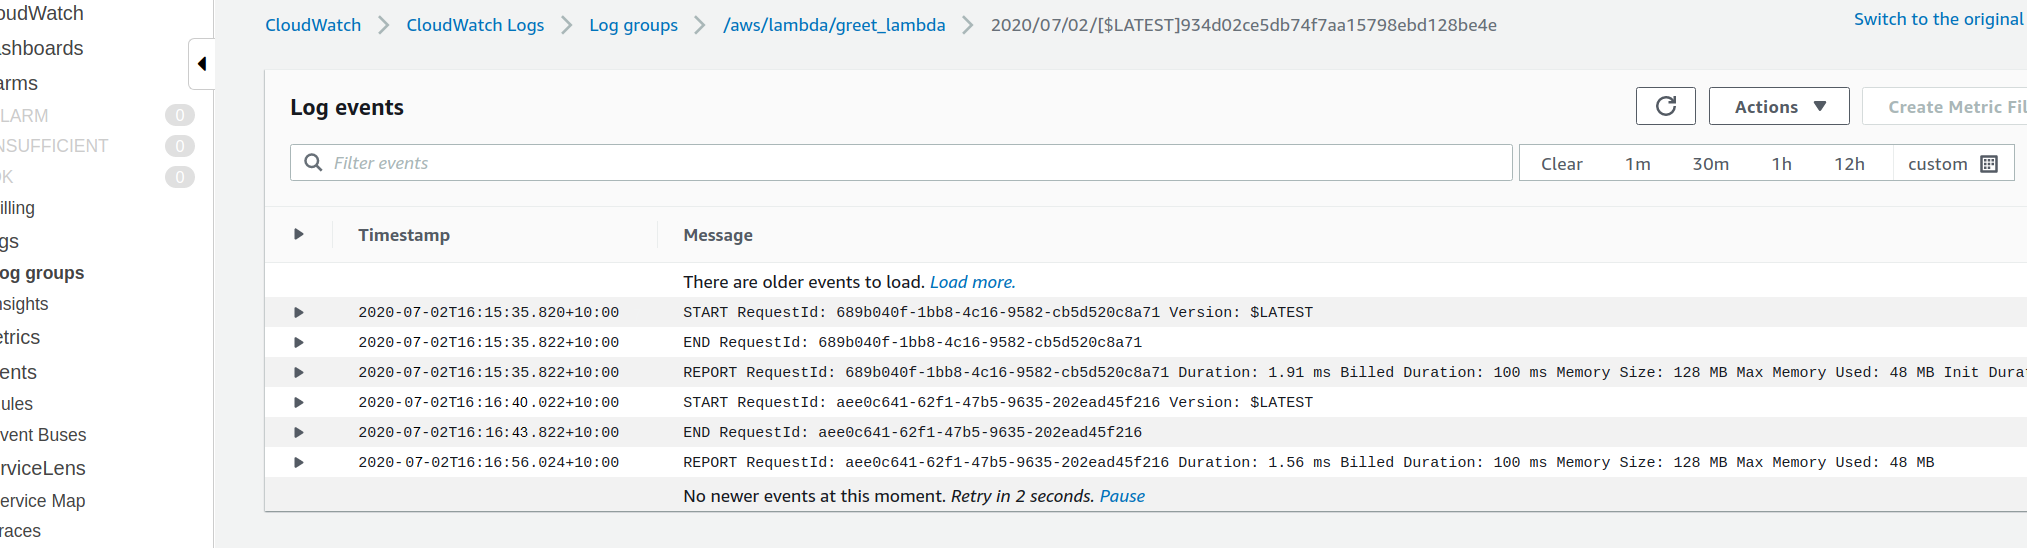 oudWatch
CloudWatch
CloudWatch Logs
Log groups
/aws/lambda/greet_lambda
2020/07/02/[$LATEST]934d02ce5db74f7aa15798ebd128be4e
Switch to the original
ashboards
arms
LARM 0
NSUFFICIENT 0
OK 0
illing
gs
og groups
nsights
etrics
ents
ules
vent Buses
rviceLens
ervice Map
races
Log events
Actions
Create Metric Fil
Filter events
Clear 1m 30m 1h 12h custom
Timestamp Message
There are older events to load. Load more.
2020-07-02T16:15:35.820+10:00 START RequestId: 689b040f-1bb8-4c16-9582-cb5d520c8a71 Version: $LATEST
2020-07-02T16:15:35.822+10:00 END RequestId: 689b040f-1bb8-4c16-9582-cb5d520c8a71
2020-07-02T16:15:35.822+10:00 REPORT RequestId: 689b040f-1bb8-4c16-9582-cb5d520c8a71 Duration: 1.91 ms Billed Duration: 100 ms Memory Size: 128 MB Max Memory Used: 48 MB Init Dura
2020-07-02T16:16:40.022+10:00 START RequestId: aee0c641-62f1-47b5-9635-202ead45f216 Version: $LATEST
2020-07-02T16:16:43.822+10:00 END RequestId: aee0c641-62f1-47b5-9635-202ead45f216
2020-07-02T16:16:56.024+10:00 REPORT RequestId: aee0c641-62f1-47b5-9635-202ead45f216 Duration: 1.56 ms Billed Duration: 100 ms Memory Size: 128 MB Max Memory Used: 48 MB
No newer events at this moment. Retry in 2 seconds. Pause